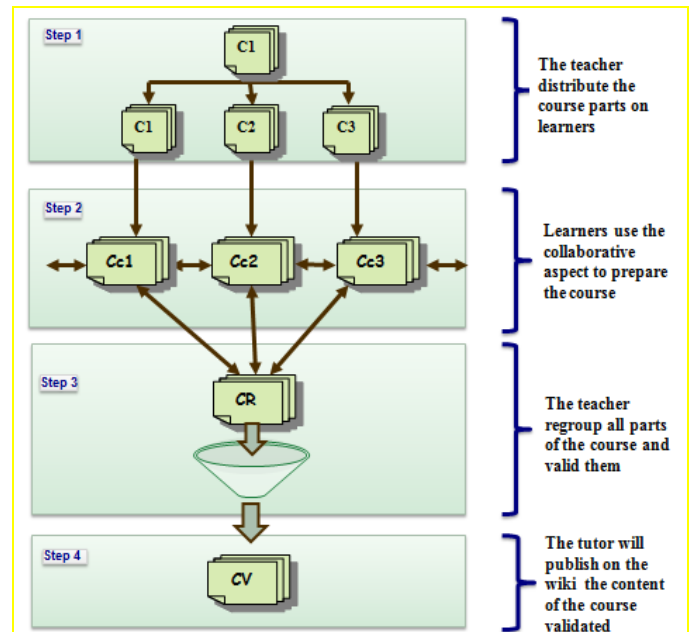 Step 1
C1
C1
C2
C3
The teacher
distribute the
course parts on
learners
Step 2
Cc1
Cc2
Cc3
Learners use the
collaborative
aspect to prepare
the course
Step 3
CR
The teacher
regroup all parts
of the course and
valid them
Step 4
CV
The tutor will
publish on the
wiki the content
of the course
validated